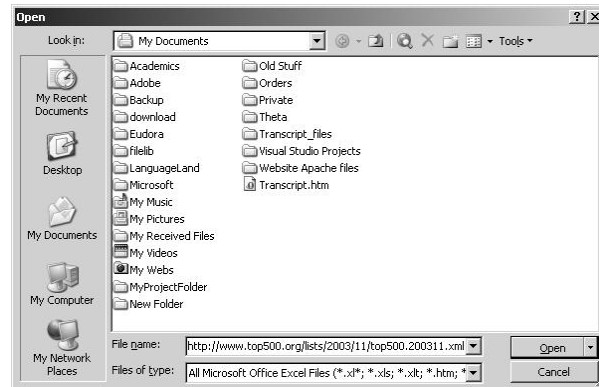 Open
Look in: My Documents Tools
My Recent
Documents
Desktop
My Documents
My Computer
My Network
Places
Academics
Adobe
Backup
download
Eudora
filelib
LanguageLand
Microsoft
My Music
My Pictures
My Received Files
My Videos
My Webs
MyProjectFolder
New Folder
Old Stuff
Orders
Private
Theta
Transcript_files
Visual Studio Projects
Website Apache files
Transcript.htm
File name: http://www.top500.org/lists/2003/11/top500.200311.xml Open
Files of type: All Microsoft Office Excel Files (*.xl*; *.xls; *.xlt; *.htm; * Cancel